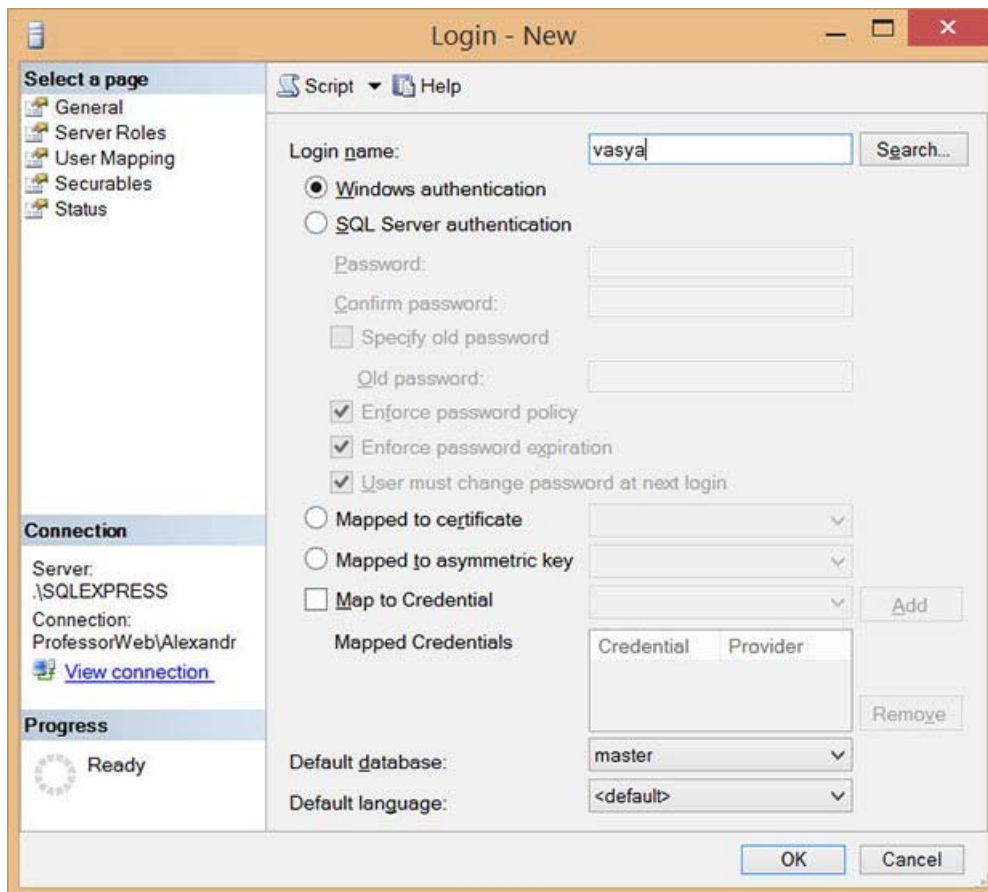 Login - New
Select a page
General
Server Roles
User Mapping
Securables
Status
Connection
Server:
.\SQLEXPRESS
Connection:
ProfessorWeb\Alexandr
View connection
Progress
Ready
Script Help
Login name: vasya Search...
Windows authentication
SQL Server authentication
Password:
Confirm password:
Specify old password
Old password:
Enforce password policy
Enforce password expiration
User must change password at next login
Mapped to certificate
Mapped to asymmetric key
Map to Credential Add
Mapped Credentials Credential Provider
Remove
Default database: master
Default language: <default>
OK Cancel